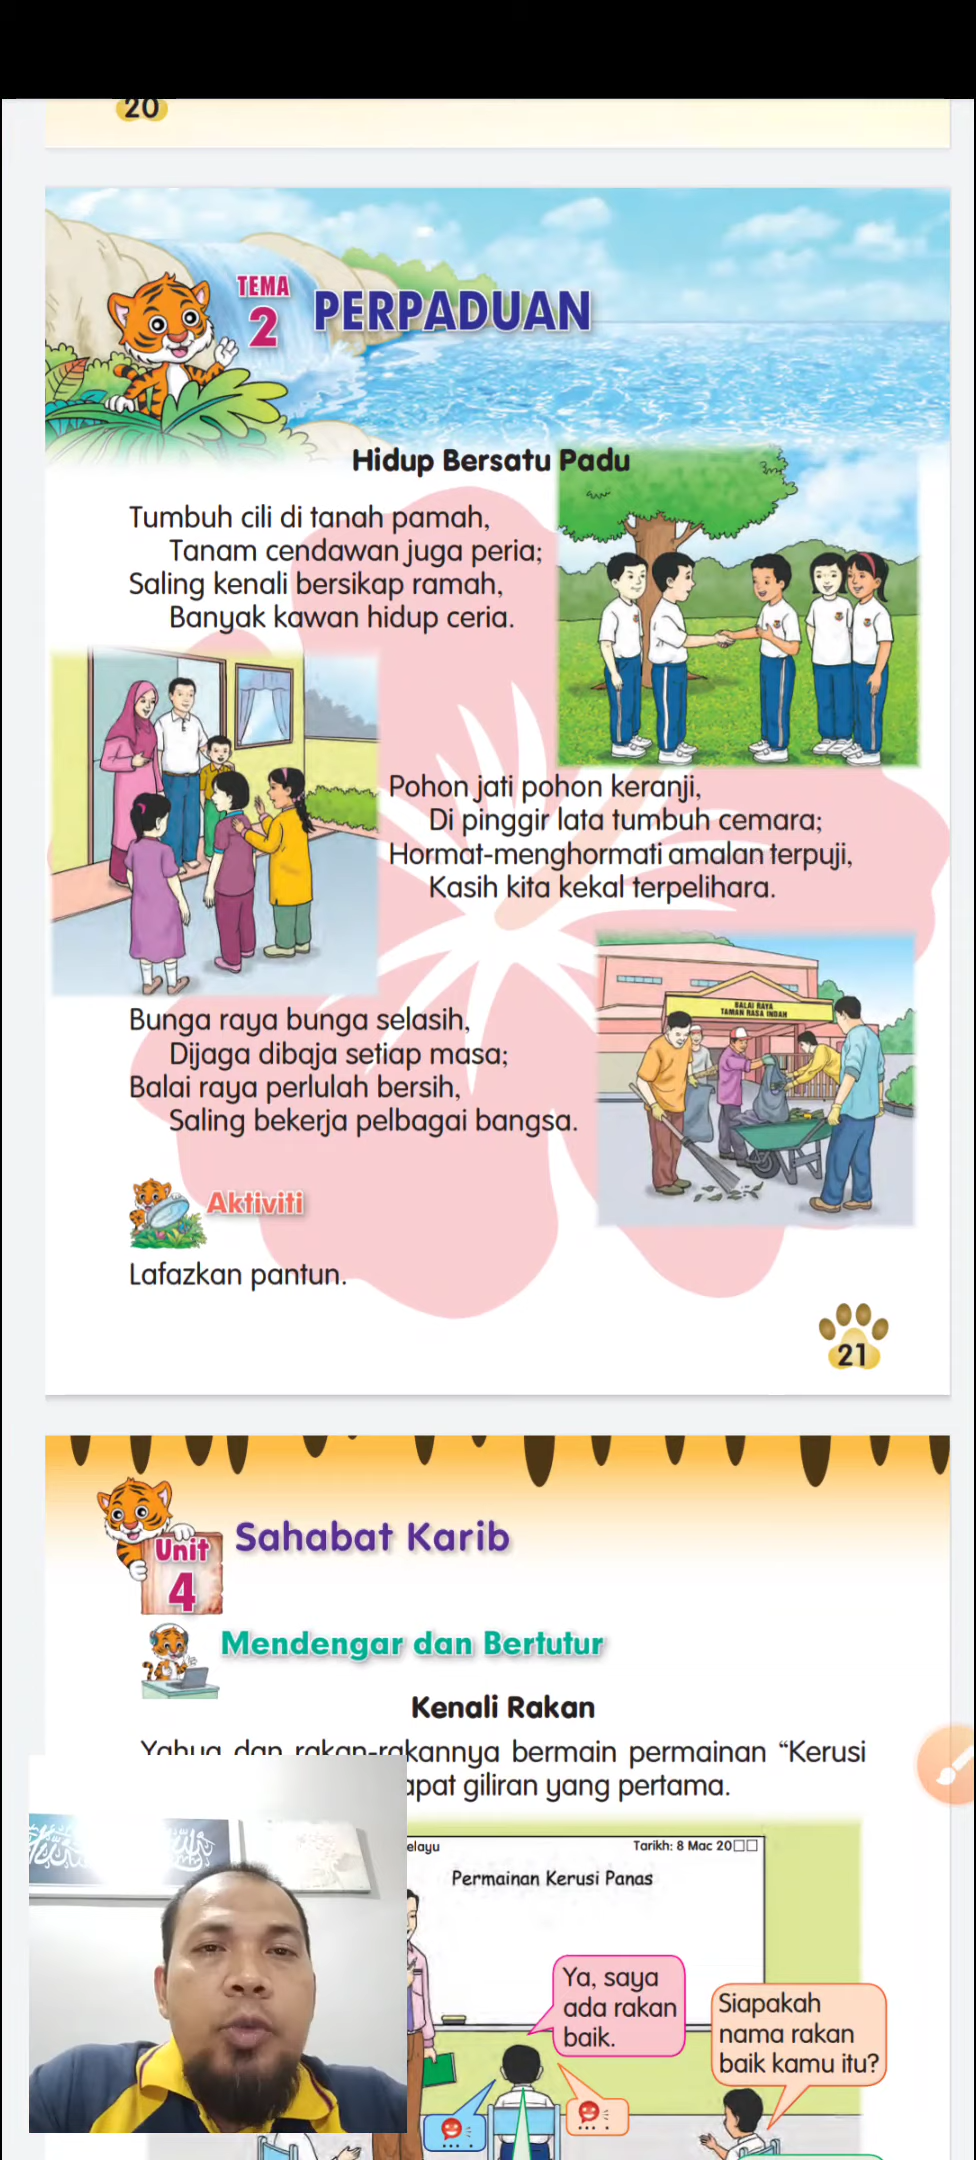 20
TEMA
2
PERPADUAN
Hidup Bersatu Padu
Tumbuh cili di tanah pamah,
Tanam cendawan juga peria;
Saling kenali bersikap ramah,
Banyak kawan hidup ceria.
Pohon jati pohon keranji,
Di pinggir lata tumbuh cemara;
Hormat-menghormati amalan terpuji,
Kasih kita kekal terpelihara.
BALAI RAYA
TAMAN RASA INDAH
Bunga raya bunga selasih,
Dijaga dibaja setiap masa;
Balai raya perlulah bersih,
Saling bekerja pelbagai bangsa.
Aktiviti
Lafazkan pantun.
21
Unit
4
Sahabat Karib
Mendengar dan Bertutur
Kenali Rakan
Yahya dan rakan-rakannya bermain permainan “Kerusi
apat giliran yang pertama.
elayu
Tarikh: 8 Mac 20□□
Permainan Kerusi Panas
Ya, saya
ada rakan
baik.
Siapakah
nama rakan
baik kamu itu?